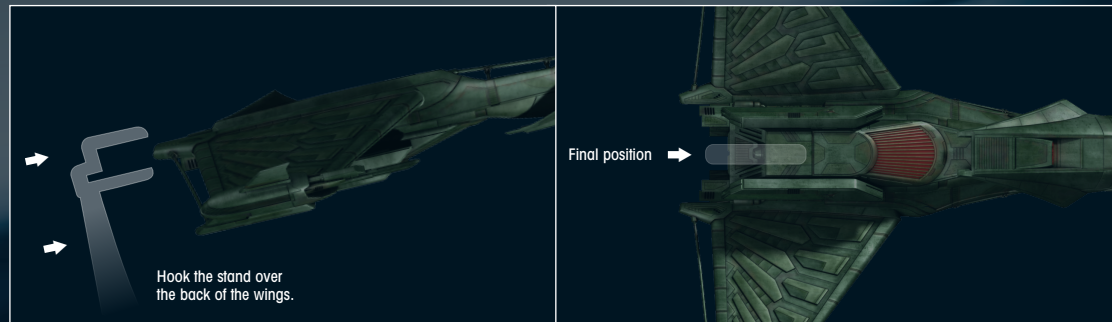 Hook the stand over
the back of the wings.
Final position